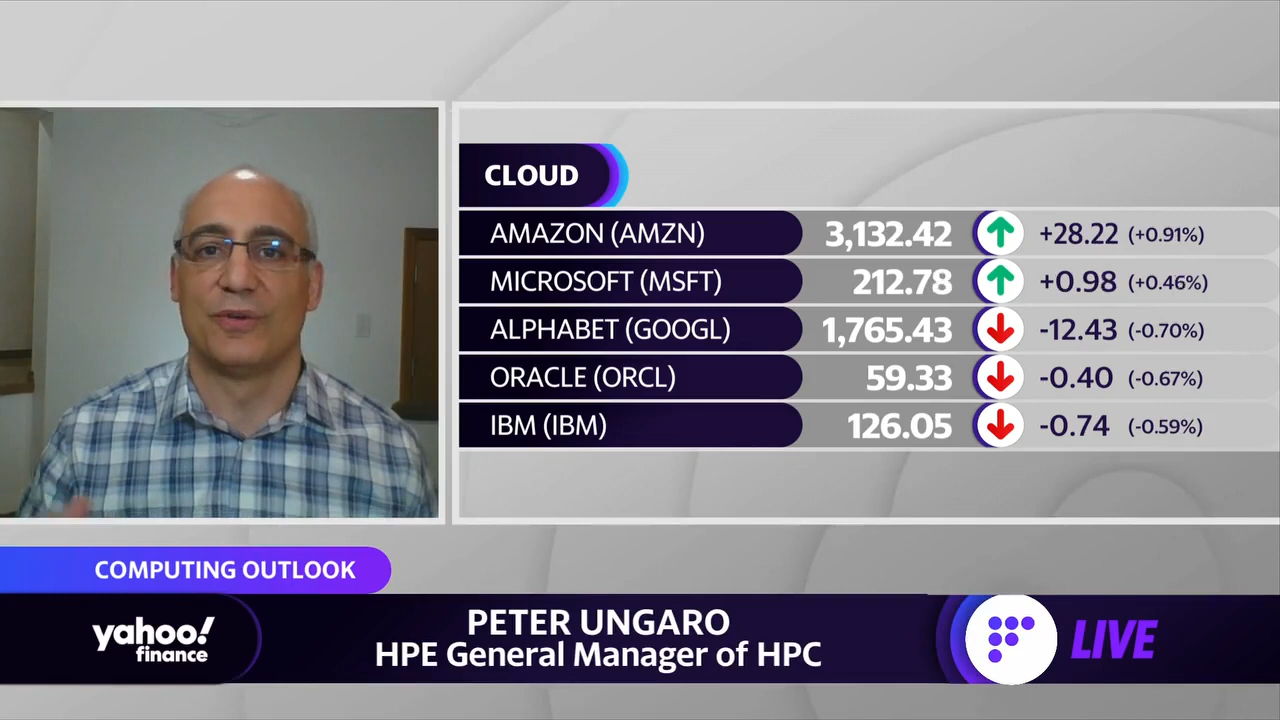 CLOUD
AMAZON (AMZN) 3,132.42 +28.22 (+0.91%)
MICROSOFT (MSFT) 212.78 +0.98 (+0.46%)
ALPHABET (GOOGL) 1,765.43 -12.43 (-0.70%)
ORACLE (ORCL) 59.33 -0.40 (-0.67%)
IBM (IBM) 126.05 -0.74 (-0.59%)
COMPUTING OUTLOOK
yahoo!
finance
PETER UNGARO
HPE General Manager of HPC
LIVE